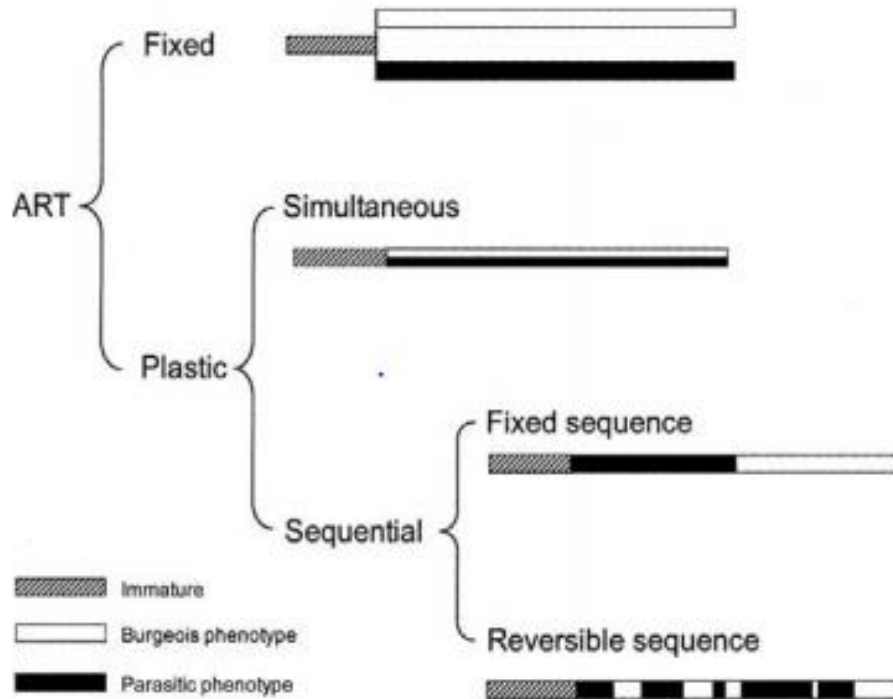 Fixed
ART
Simultaneous
Plastic
Fixed sequence
Sequential
Immature
Burgeois phenotype
Reversible sequence
Parasitic phenotype